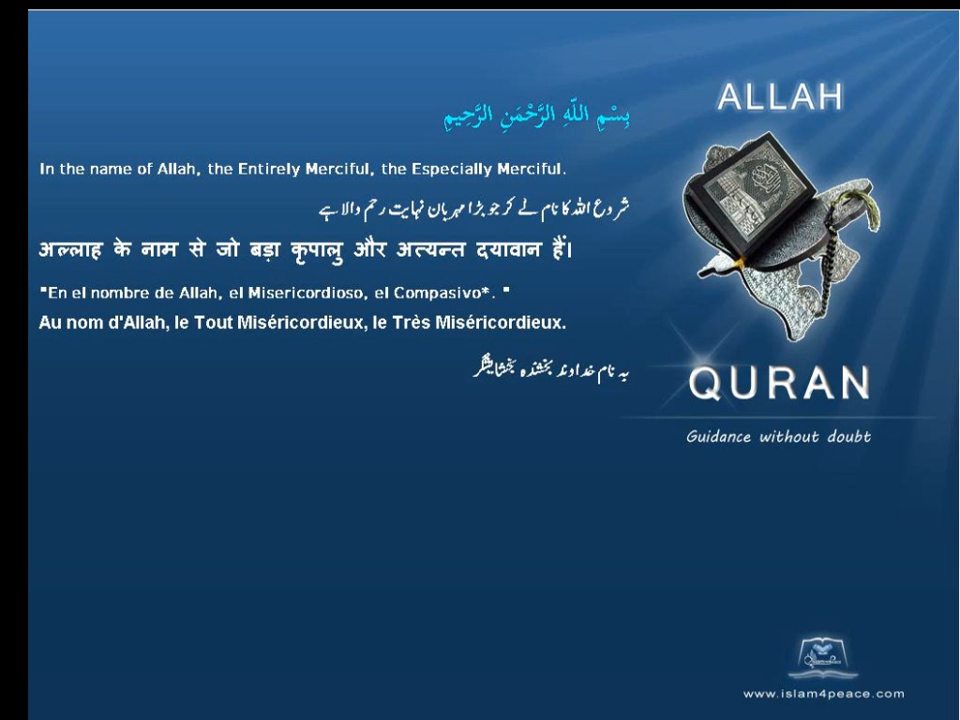 بِسْمِ اللَّهِ الرَّحْمَنِ الرَّحِيمِ
In the name of Allah, the Entirely Merciful, the Especially Merciful.
شروع اللہ کا نام لے کر جو بڑا مہربان نہایت رحم والا ہے
अल्लाह के नाम से जो बड़ा कृपालु और अत्यन्त दयावान हैं।
"En el nombre de Allah, el Misericordioso, el Compasivo*. "
Au nom d'Allah, le Tout Miséricordieux, le Très Miséricordieux.
به نام خداوند بخشنده بخشایشگر
ALLAH
QURAN
Guidance without doubt
www.islam4peace.com